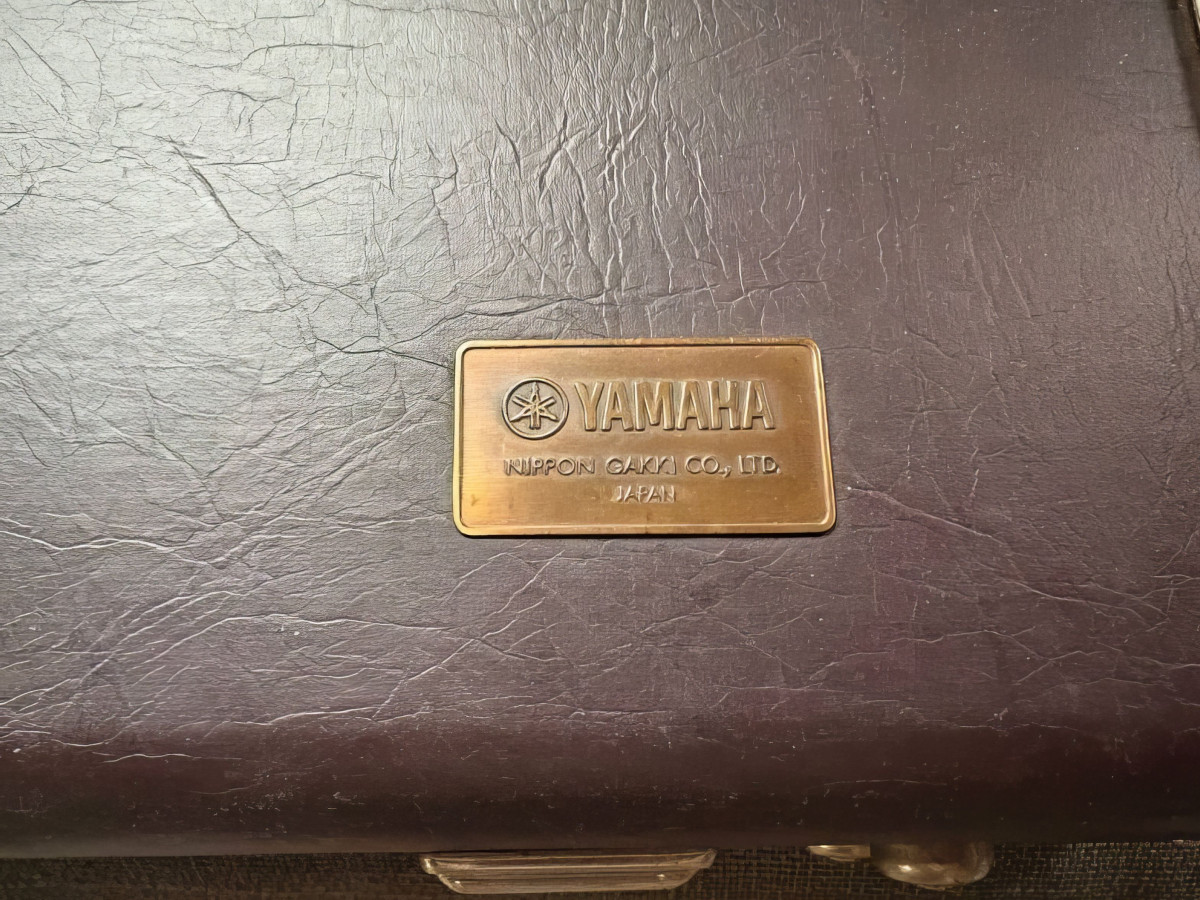 YAMAHA
NIPPON GAKKI CO., LTD.
JAPAN